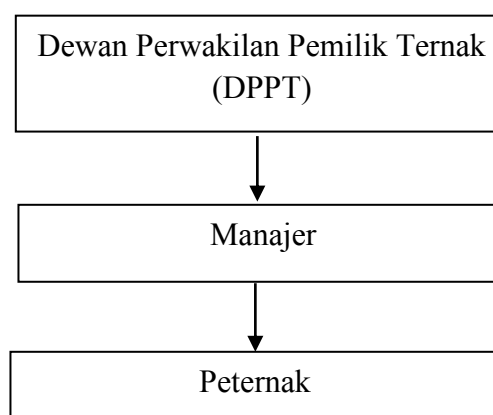 Dewan Perwakilan Pemilik Ternak
(DPPT)
Manajer
Peternak